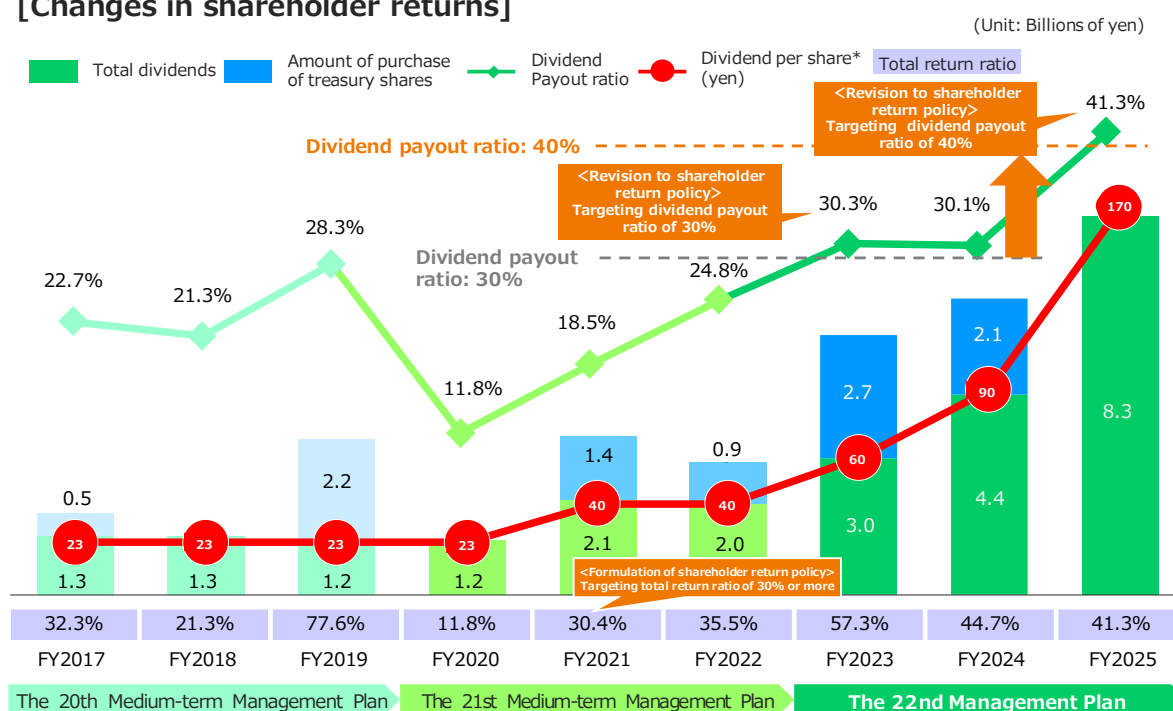 [Changes in shareholder returns]
(Unit: Billions of yen)
Total dividends
Amount of purchase
of treasury shares
Dividend
Payout ratio
Dividend per share*
(yen)
Total return ratio
<Revision to shareholder
return policy>
Targeting dividend payout
ratio of 40%
41.3%
Dividend payout ratio: 40%
<Revision to shareholder
return policy>
Targeting dividend payout
ratio of 30%
30.3%
30.1%
170
28.3%
Dividend payout
ratio: 30%
24.8%
22.7%
21.3%
18.5%
11.8%
2.1
2.7
90
8.3
0.5
2.2
1.4
0.9
60
4.4
23
23
23
23
40
40
3.0
1.3
1.3
1.2
1.2
2.1
2.0
<Formulation of shareholder return policy>
Targeting total return ratio of 30% or more
32.3%
21.3%
77.6%
11.8%
30.4%
35.5%
57.3%
44.7%
41.3%
FY2017
FY2018
FY2019
FY2020
FY2021
FY2022
FY2023
FY2024
FY2025
The 20th Medium-term Management Plan
The 21st Medium-term Management Plan
The 22nd Management Plan